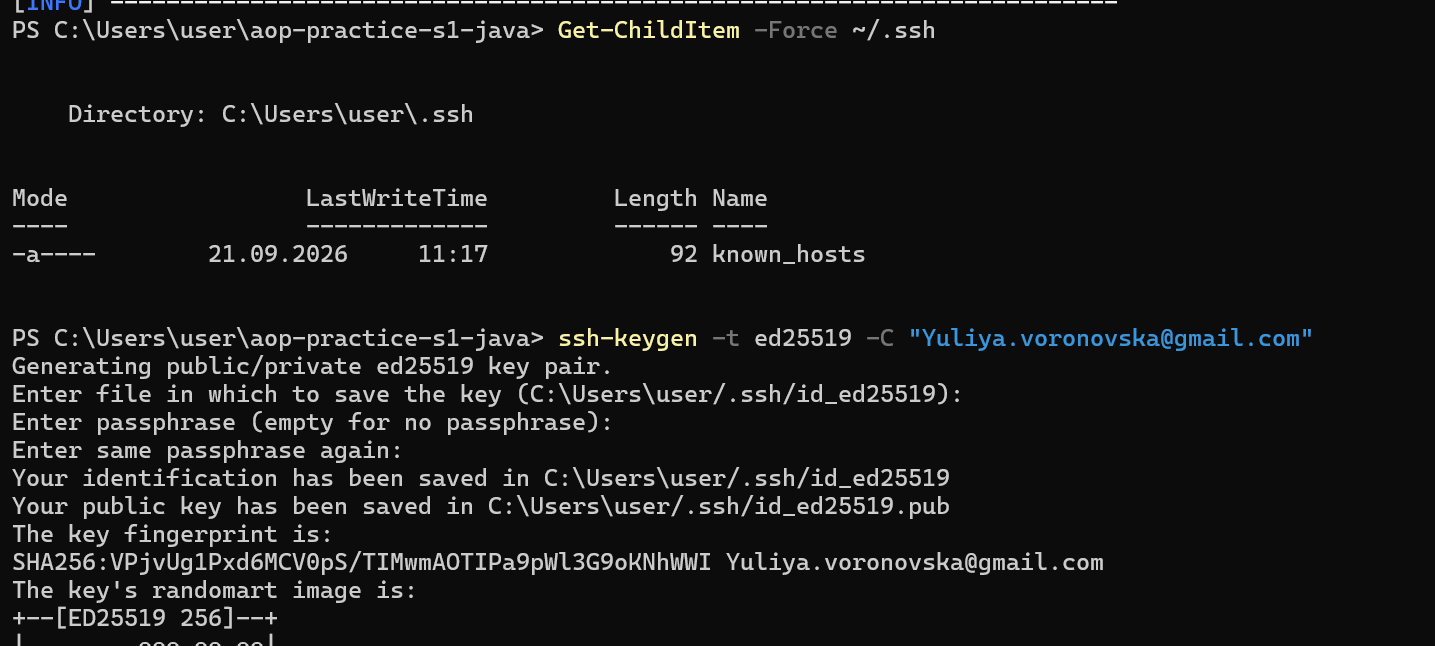 [INFO] ------------------------------------------------------------------------
PS C:\Users\user\aop-practice-s1-java> Get-ChildItem -Force ~/.ssh
Directory: C:\Users\user\.ssh
Mode                 LastWriteTime         Length Name
----                 -------------         ------ ----
-a----        21.09.2026     11:17             92 known_hosts
PS C:\Users\user\aop-practice-s1-java> ssh-keygen -t ed25519 -C "Yuliya.voronovska@gmail.com"
Generating public/private ed25519 key pair.
Enter file in which to save the key (C:\Users\user/.ssh/id_ed25519):
Enter passphrase (empty for no passphrase):
Enter same passphrase again:
Your identification has been saved in C:\Users\user/.ssh/id_ed25519
Your public key has been saved in C:\Users\user/.ssh/id_ed25519.pub
The key fingerprint is:
SHA256:VPjvUg1Pxd6MCV0pS/TIMwmAOTIPa9pWl3G9oKNhWWI Yuliya.voronovska@gmail.com
The key's randomart image is:
+--[ED25519 256]--+